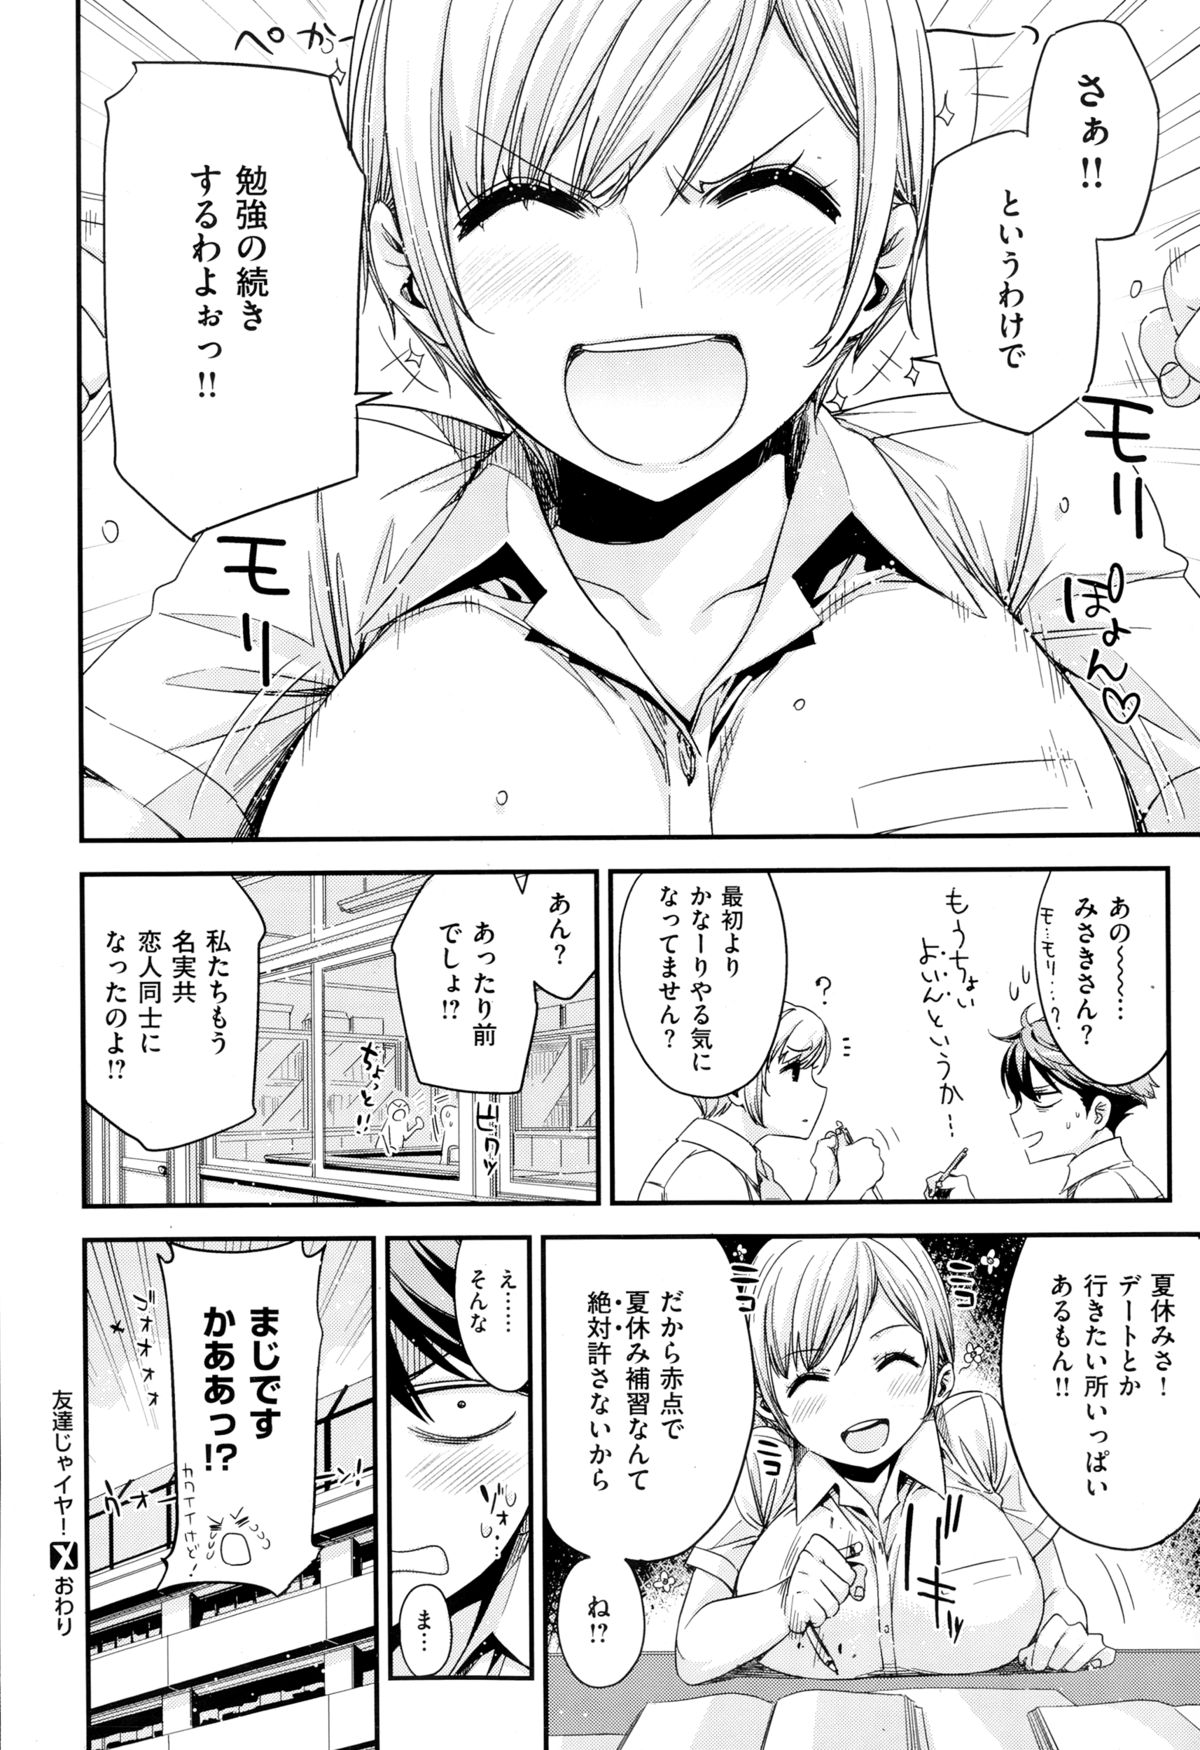 さぁ!!
というわけで
ペかー
勉強の続き
するわよぉっ!!
モリ
モリ
ぽよん♡
あの〜〜〜…
みさきさん?
モ…モリ…?
もうちょい
よいんというか…
最初より
かなーりやる気に
なってません?
?
あん?
あったり前
でしょ!?
ちょっと!!
ビクッ
私たちもう
名実共
恋人同士に
なったのよ!?
夏休みさ!
デートとか
行きたい所いっぱい
あるもん!!
だから赤点で
夏休み補習なんて
絶対許さないから
ね!?
え……
そんな
ゾ…
ま…
まじです
かああっ!?
カワイイけど…
友達じゃイヤ! X おわり